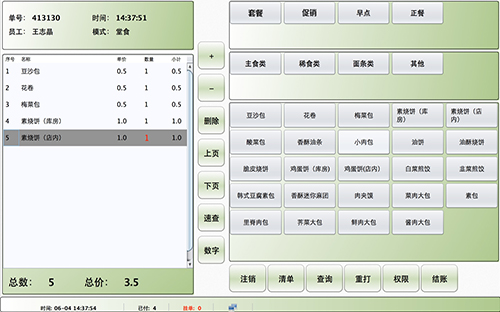 单号： 413130 时间： 14:37:51
员工： 王志晶 模式： 堂食
序号 名称 单价 数量 小计
1 豆沙包 0.5 1 0.5
2 花卷 0.5 1 0.5
3 梅菜包 0.5 1 0.5
4 素烧饼（库房） 1.0 1 1.0
5 素烧饼（店内） 1.0 1 1.0
总数： 5 总价： 3.5
+
−
删除
上页
下页
速查
数字
套餐 促销 早点 正餐
主食类 稀食类 面条类 其他
豆沙包 花卷 梅菜包 素烧饼（库房） 素烧饼（店内）
酸菜包 香酥油条 小肉包 油饼 油酥烧饼
脆皮烧饼 鸡蛋饼（库房） 鸡蛋饼(店内) 白菜煎饺 韭菜煎饺
韩式豆腐素包 香酥迷你麻团 肉夹馍 菜肉大包 素包
里脊肉包 荠菜大包 鲜肉大包 酱肉大包
注销 清单 查询 重打 权限 结账
时间: 06-04 14:37:54 已付: 4 挂单: 0